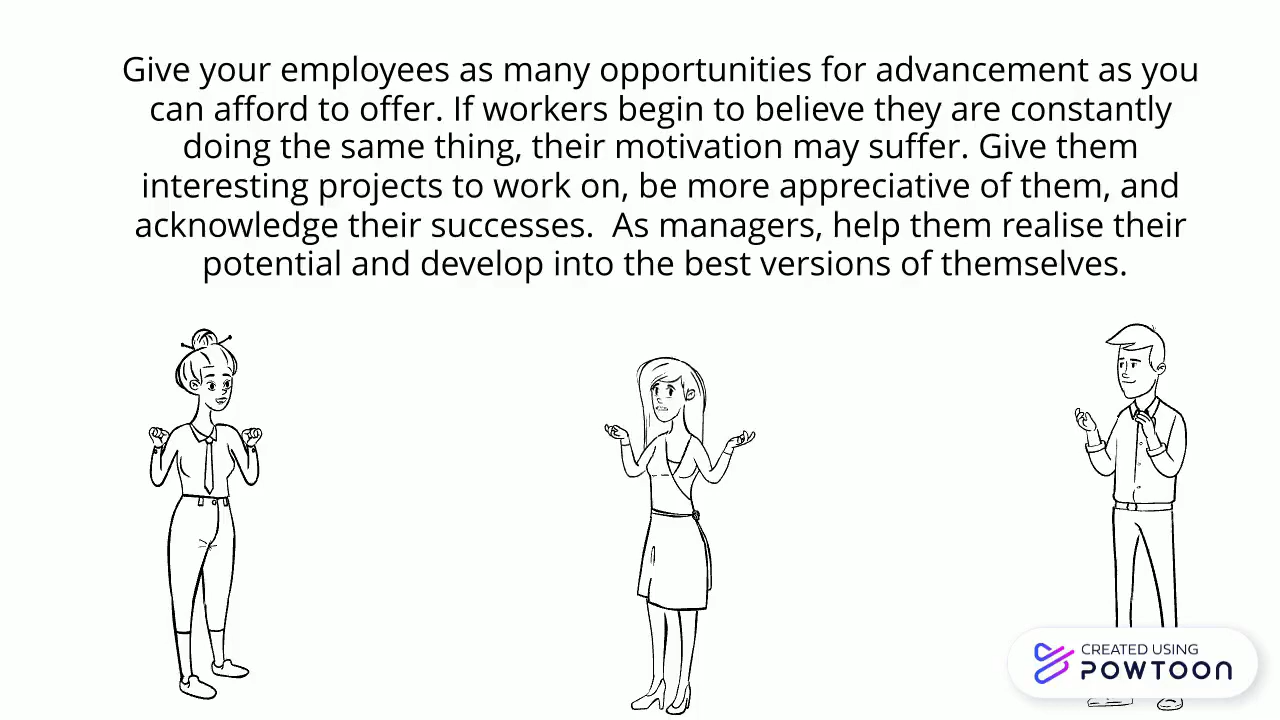 Give your employees as many opportunities for advancement as you
can afford to offer. If workers begin to believe they are constantly
doing the same thing, their motivation may suffer. Give them
interesting projects to work on, be more appreciative of them, and
acknowledge their successes.  As managers, help them realise their
potential and develop into the best versions of themselves.
CREATED USING
POWTOON